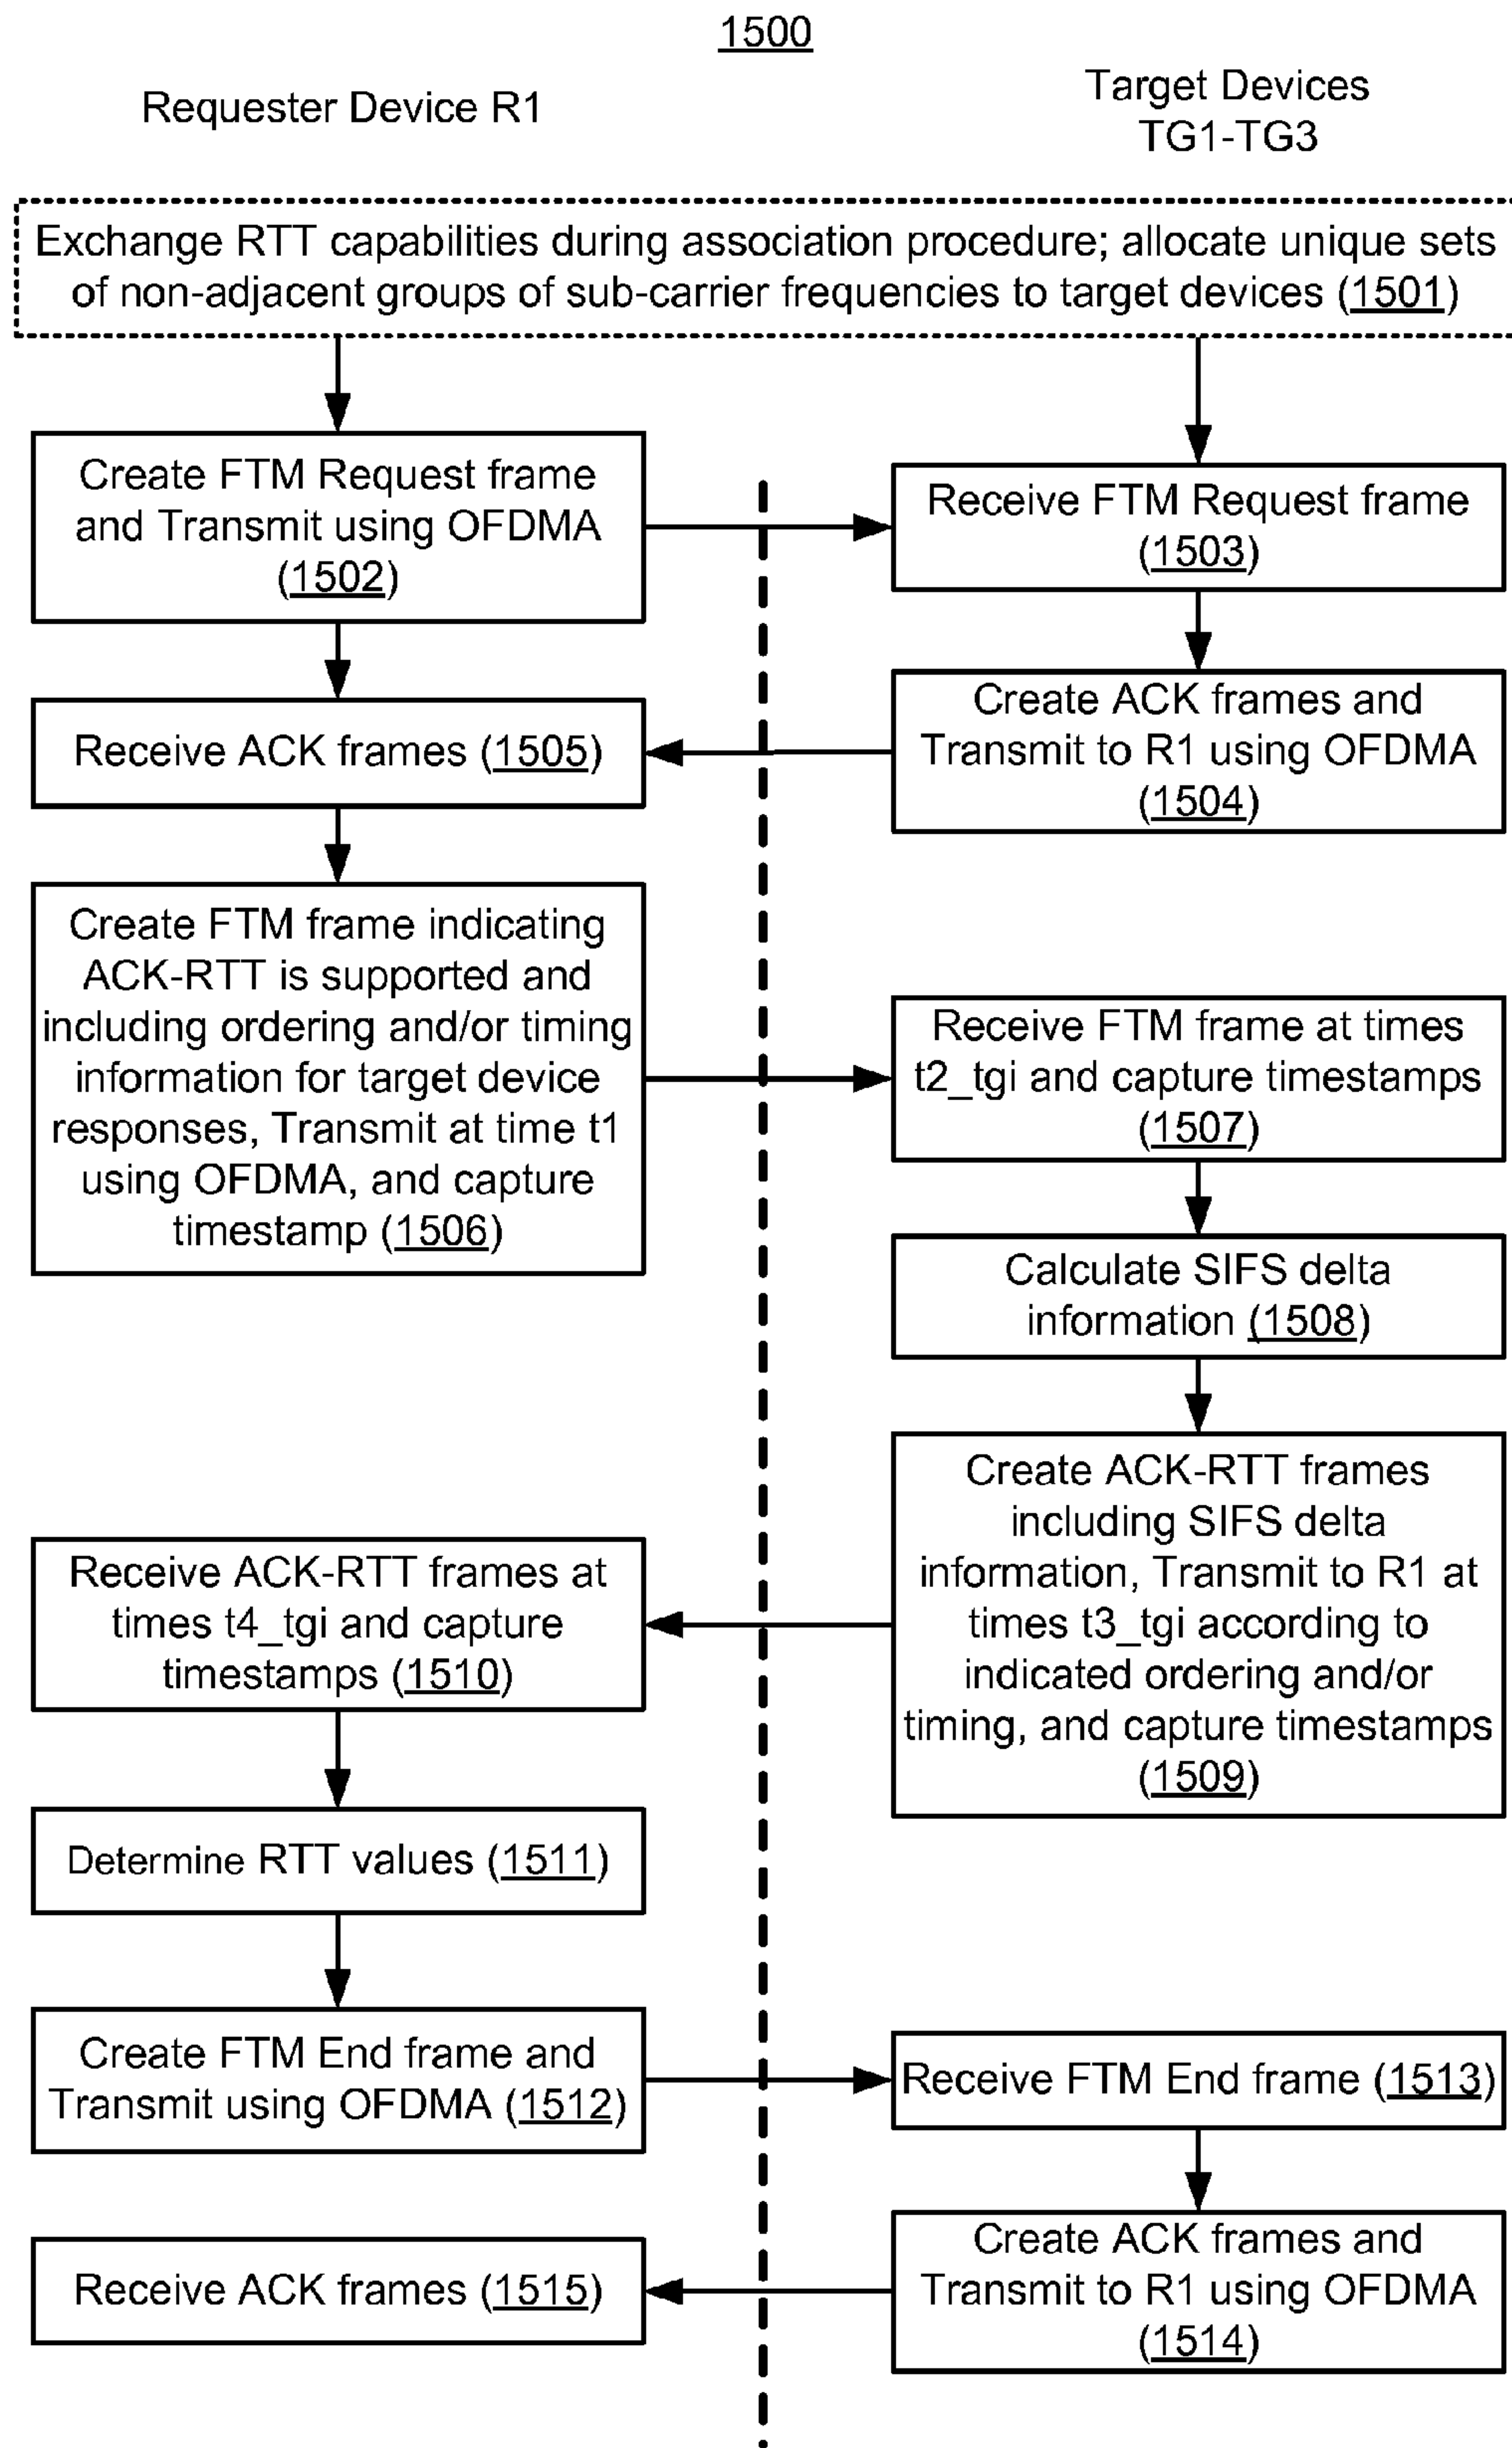 1500
Requester Device R1
Target Devices
TG1-TG3
Exchange RTT capabilities during association procedure; allocate unique sets
of non-adjacent groups of sub-carrier frequencies to target devices (1501)
Create FTM Request frame
and Transmit using OFDMA
(1502)
Receive FTM Request frame
(1503)
Create ACK frames and
Transmit to R1 using OFDMA
(1504)
Receive ACK frames (1505)
Create FTM frame indicating
ACK-RTT is supported and
including ordering and/or timing
information for target device
responses, Transmit at time t1
using OFDMA, and capture
timestamp (1506)
Receive FTM frame at times
t2_tgi and capture timestamps
(1507)
Calculate SIFS delta
information (1508)
Create ACK-RTT frames
including SIFS delta
information, Transmit to R1 at
times t3_tgi according to
indicated ordering and/or
timing, and capture timestamps
(1509)
Receive ACK-RTT frames at
times t4_tgi and capture
timestamps (1510)
Determine RTT values (1511)
Create FTM End frame and
Transmit using OFDMA (1512)
Receive FTM End frame (1513)
Create ACK frames and
Transmit to R1 using OFDMA
(1514)
Receive ACK frames (1515)